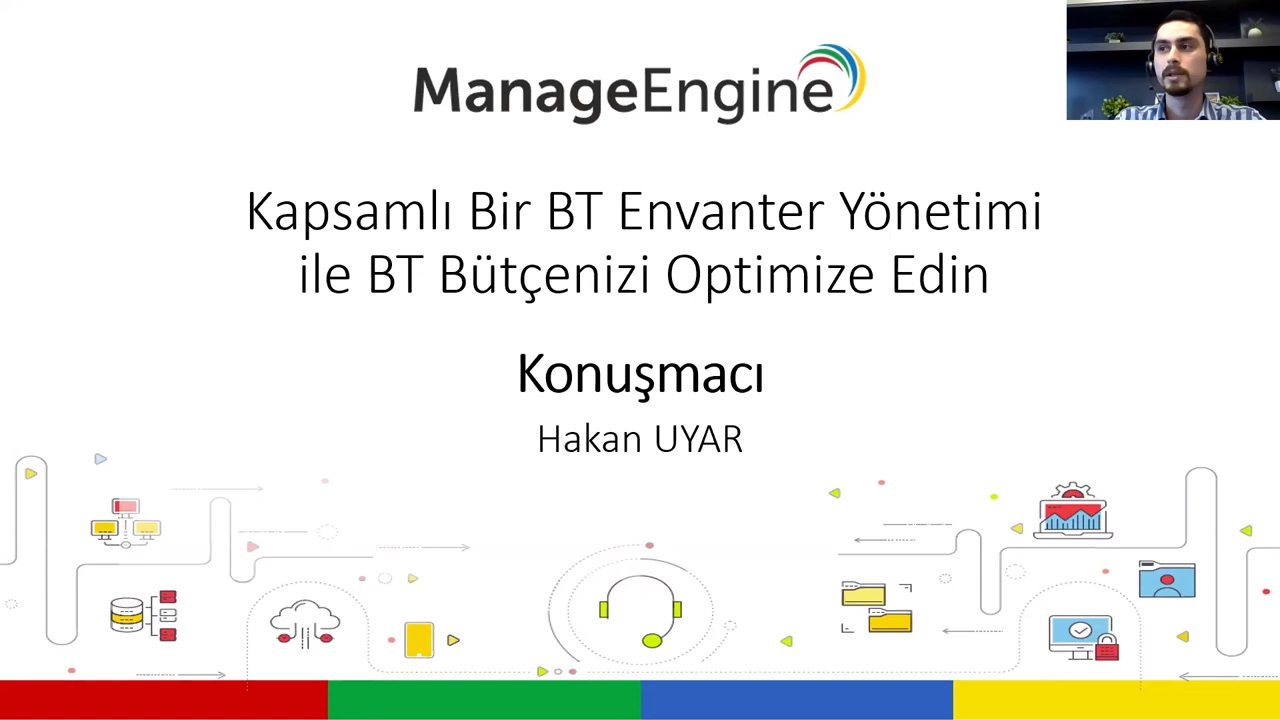 ManageEngine
Kapsamlı Bir BT Envanter Yönetimi
ile BT Bütçenizi Optimize Edin
Konuşmacı
Hakan UYAR